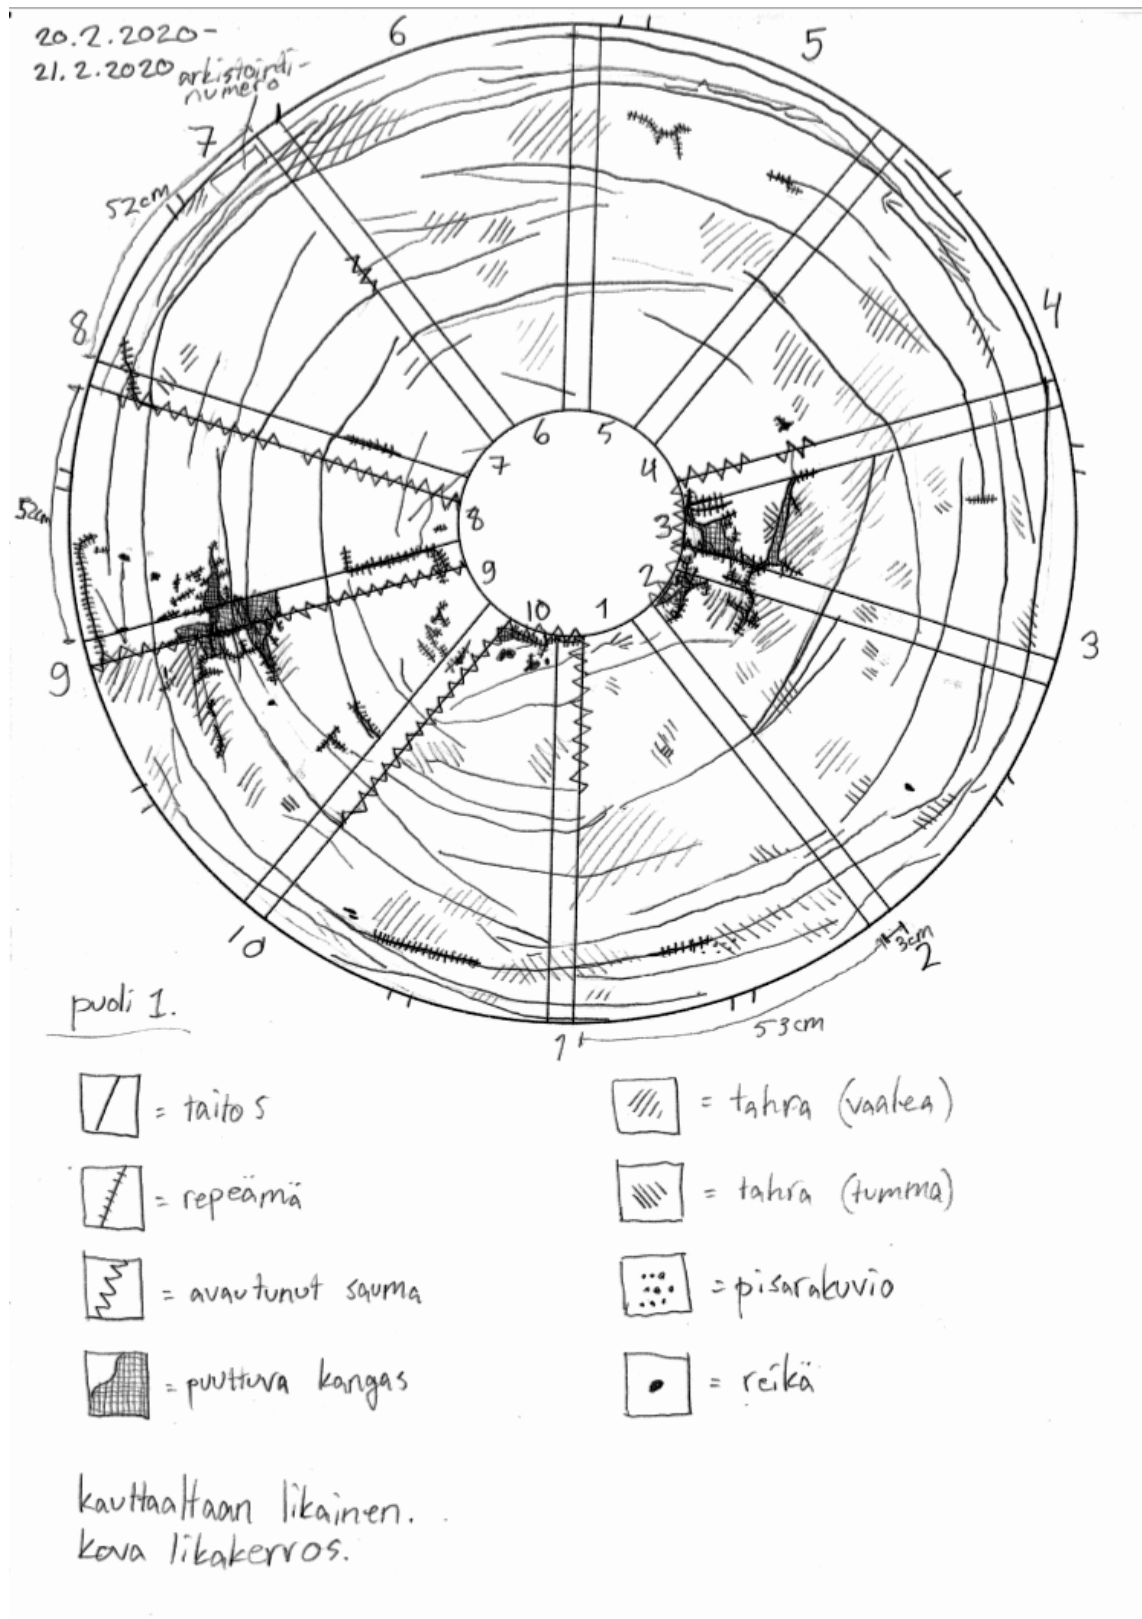 20.2.2020-
21.2.2020 arkistointi-
numero
6
5
7
52cm
8
4
6 5
7 4
8 3
9 2
10 1
52cm
9
3
10
3cm
2
1
53cm
puoli 1.
= taitos
= tahra (vaalea)
= repeämä
= tahra (tumma)
= avautunut sauma
= pisarakuvio
= puuttuva kangas
= reikä
kauttaaltaan likainen.
kova likakerros.